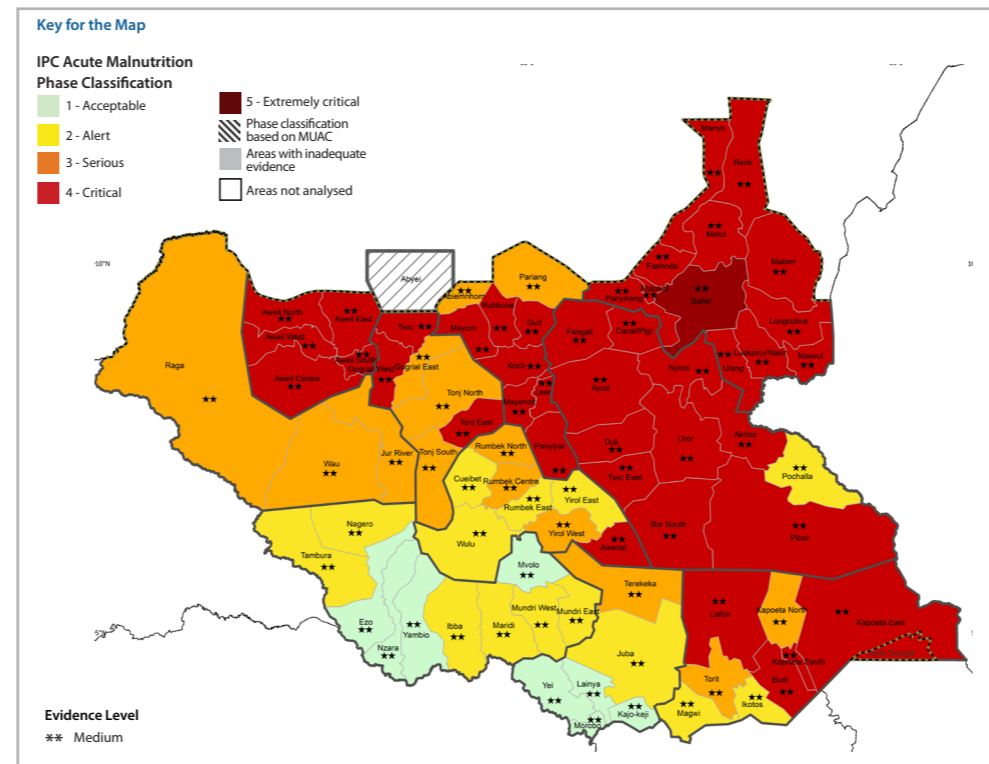 Key for the Map
IPC Acute Malnutrition
Phase Classification
1 - Acceptable
2 - Alert
3 - Serious
4 - Critical
5 - Extremely critical
Phase classification
based on MUAC
Areas with inadequate
evidence
Areas not analysed
Manyo
Renk
Melut
Fashoda
Maban
10°N
Abyei
Pariang
Abiemnhom
Panyikang
Malakal
Baliet
Rubkona
Aweil North
Aweil East
Twic
Mayom
Guit
Fangak
Canal/Pigi
Longochuk
Aweil West
Aweil South
Gogrial West
Gogrial East
Koch
Nyirol
Ulang
Luakpiny/Nasir
Maiwut
Raga
Aweil Centre
Leer
Ayod
Tonj North
Mayendit
Tonj East
Panyijiar
Duk
Uror
Akobo
Wau
Jur River
Tonj South
Rumbek North
Cueibet
Rumbek Centre
Twic East
Pochalla
Rumbek East
Yirol East
Nagero
Yirol West
Bor South
Pibor
Tambura
Wulu
Awerial
Mvolo
Terekeka
Lafon
Kapoeta North
Kapoeta East
Ezo
Yambio
Ibba
Maridi
Mundri West
Mundri East
Nzara
Juba
Kapoeta South
Yei
Lainya
Torit
Budi
Morobo
Kajo-keji
Magwi
Ikotos
Evidence Level
** Medium